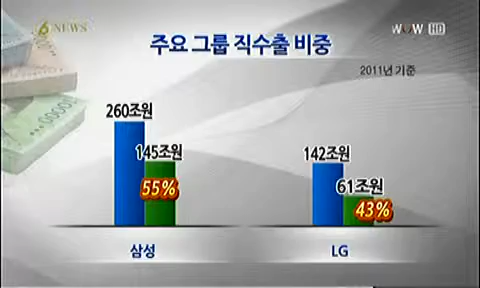 6 NEWS
WOW HD
주요 그룹 직수출 비중
2011년 기준
260조원
145조원
55%
142조원
61조원
43%
삼성
LG